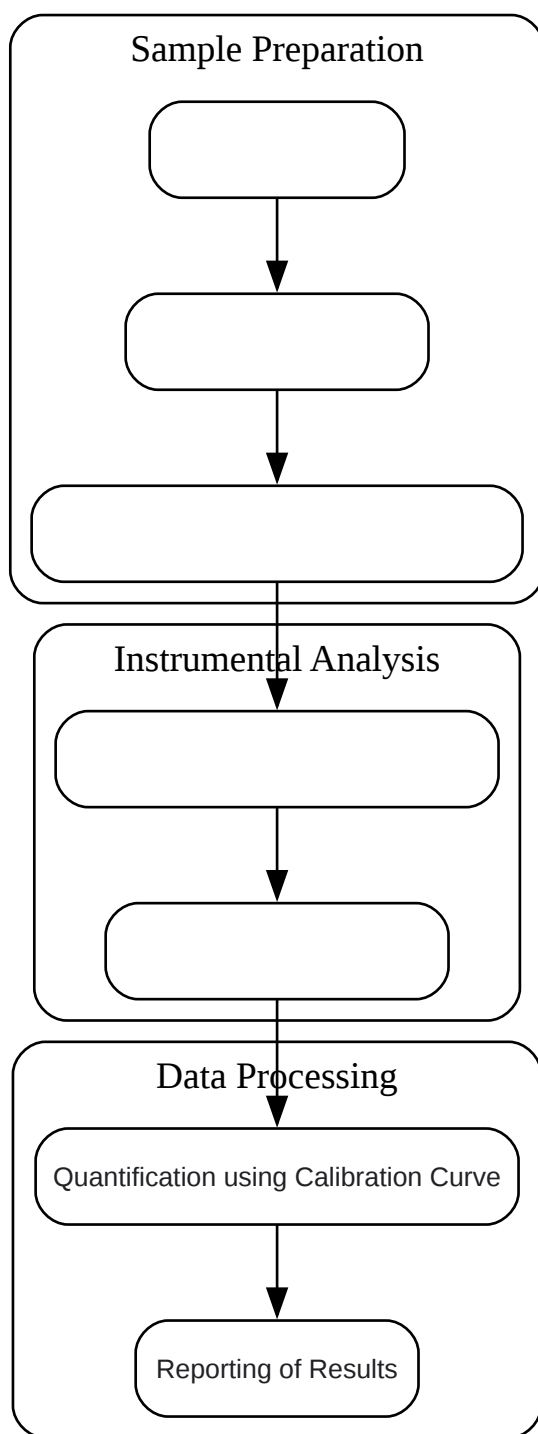 Sample Preparation
Instrumental Analysis
Data Processing
Quantification using Calibration Curve
Reporting of Results